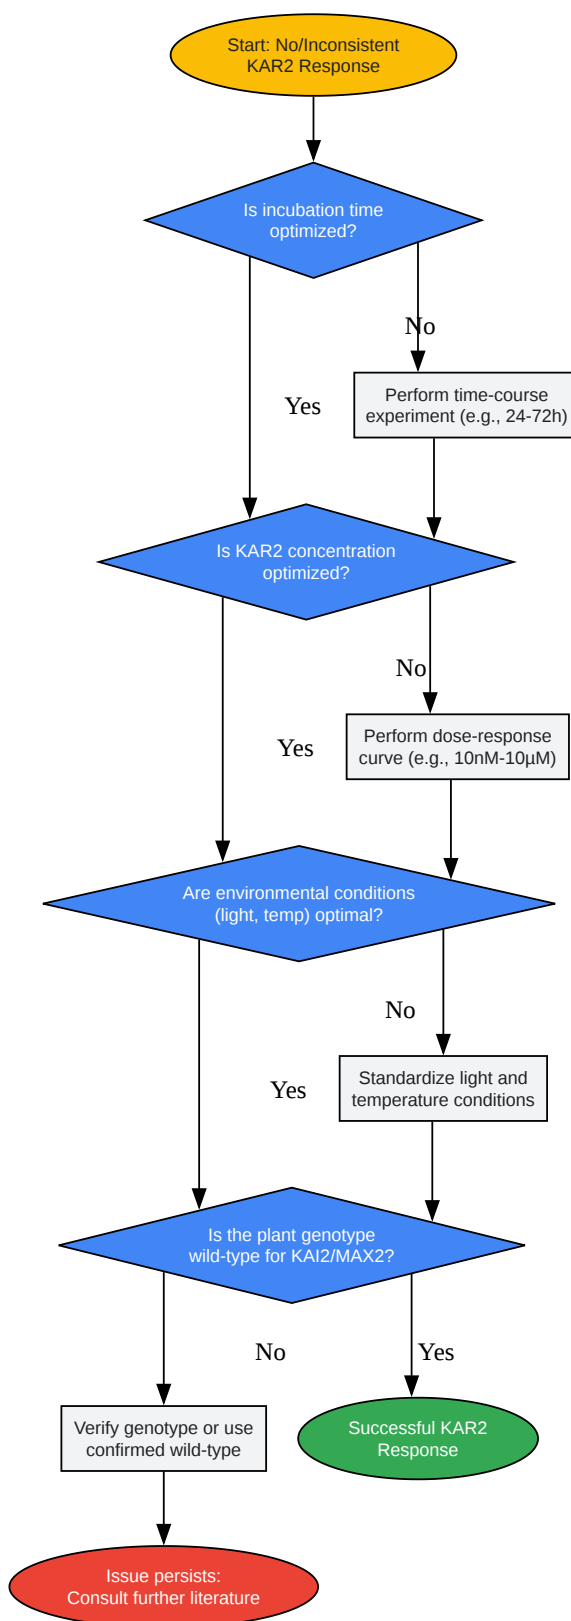 Start: No/Inconsistent
KAR2 Response
Is incubation time
optimized?
No
Yes
Perform time-course
experiment (e.g., 24-72h)
Is KAR2 concentration
optimized?
No
Yes
Perform dose-response
curve (e.g., 10nM-10µM)
Are environmental conditions
(light, temp) optimal?
No
Yes
Standardize light and
temperature conditions
Is the plant genotype
wild-type for KAI2/MAX2?
No
Yes
Verify genotype or use
confirmed wild-type
Successful KAR2
Response
Issue persists:
Consult further literature